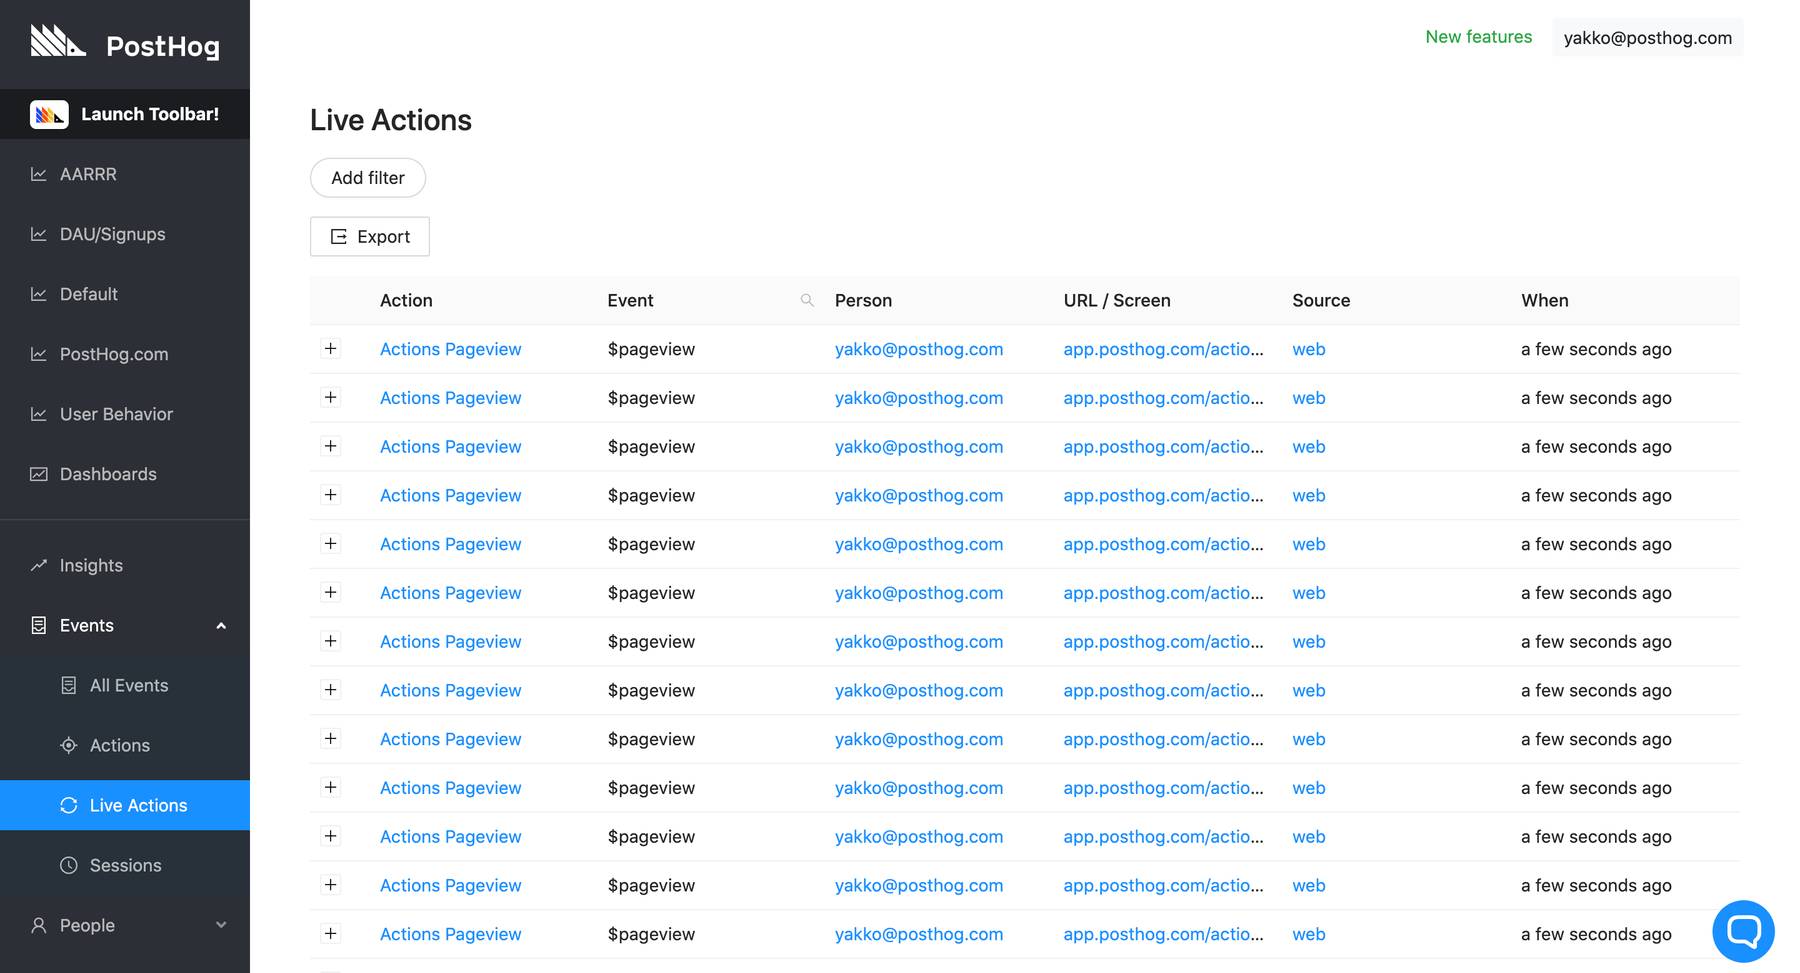 PostHog
Launch Toolbar!
AARRR
DAU/Signups
Default
PostHog.com
User Behavior
Dashboards
Insights
Events
All Events
Actions
Live Actions
Sessions
People
New features
yakko@posthog.com
Live Actions
Add filter
Export
Action Event Person URL / Screen Source When
Actions Pageview $pageview yakko@posthog.com app.posthog.com/actio... web a few seconds ago
Actions Pageview $pageview yakko@posthog.com app.posthog.com/actio... web a few seconds ago
Actions Pageview $pageview yakko@posthog.com app.posthog.com/actio... web a few seconds ago
Actions Pageview $pageview yakko@posthog.com app.posthog.com/actio... web a few seconds ago
Actions Pageview $pageview yakko@posthog.com app.posthog.com/actio... web a few seconds ago
Actions Pageview $pageview yakko@posthog.com app.posthog.com/actio... web a few seconds ago
Actions Pageview $pageview yakko@posthog.com app.posthog.com/actio... web a few seconds ago
Actions Pageview $pageview yakko@posthog.com app.posthog.com/actio... web a few seconds ago
Actions Pageview $pageview yakko@posthog.com app.posthog.com/actio... web a few seconds ago
Actions Pageview $pageview yakko@posthog.com app.posthog.com/actio... web a few seconds ago
Actions Pageview $pageview yakko@posthog.com app.posthog.com/actio... web a few seconds ago
Actions Pageview $pageview yakko@posthog.com app.posthog.com/actio... web a few seconds ago
Actions Pageview $pageview yakko@posthog.com app.posthog.com/actio... web a few seconds ago